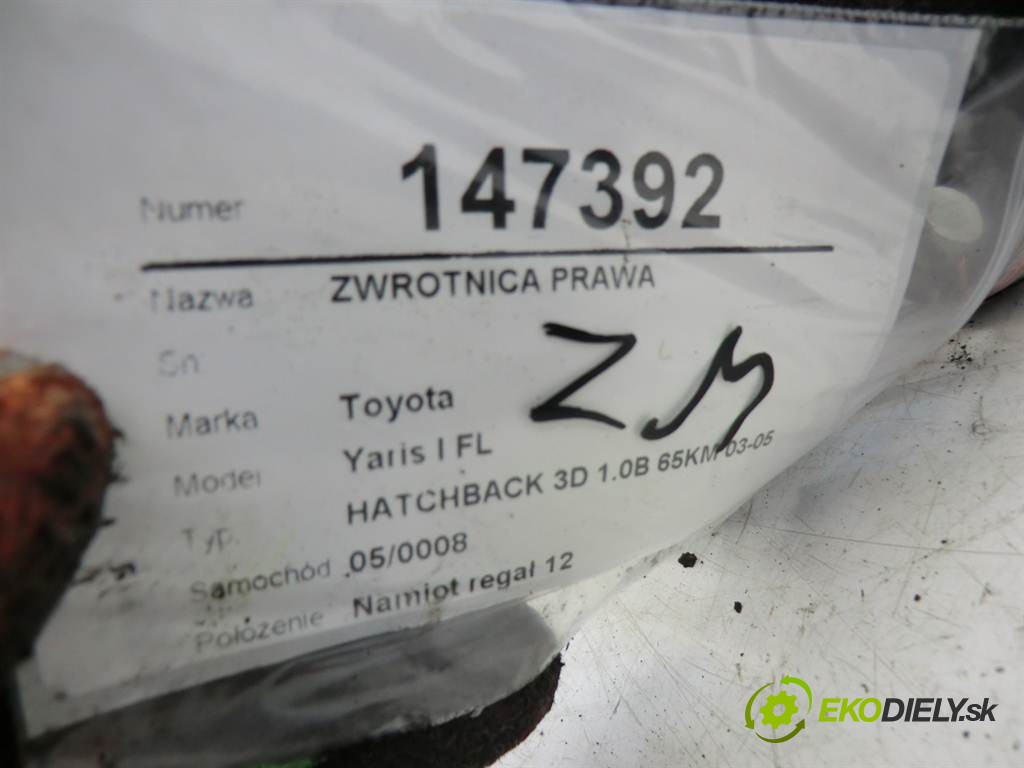 Numer 147392
Nazwa ZWROTNICA PRAWA
Sn
Marka Toyota
Model Yaris I FL
Typ. HATCHBACK 3D 1.0B 65KM 03-05
Samochód 05/0008
Położenie Namiot regał 12
ZM
EKODIELY.sk